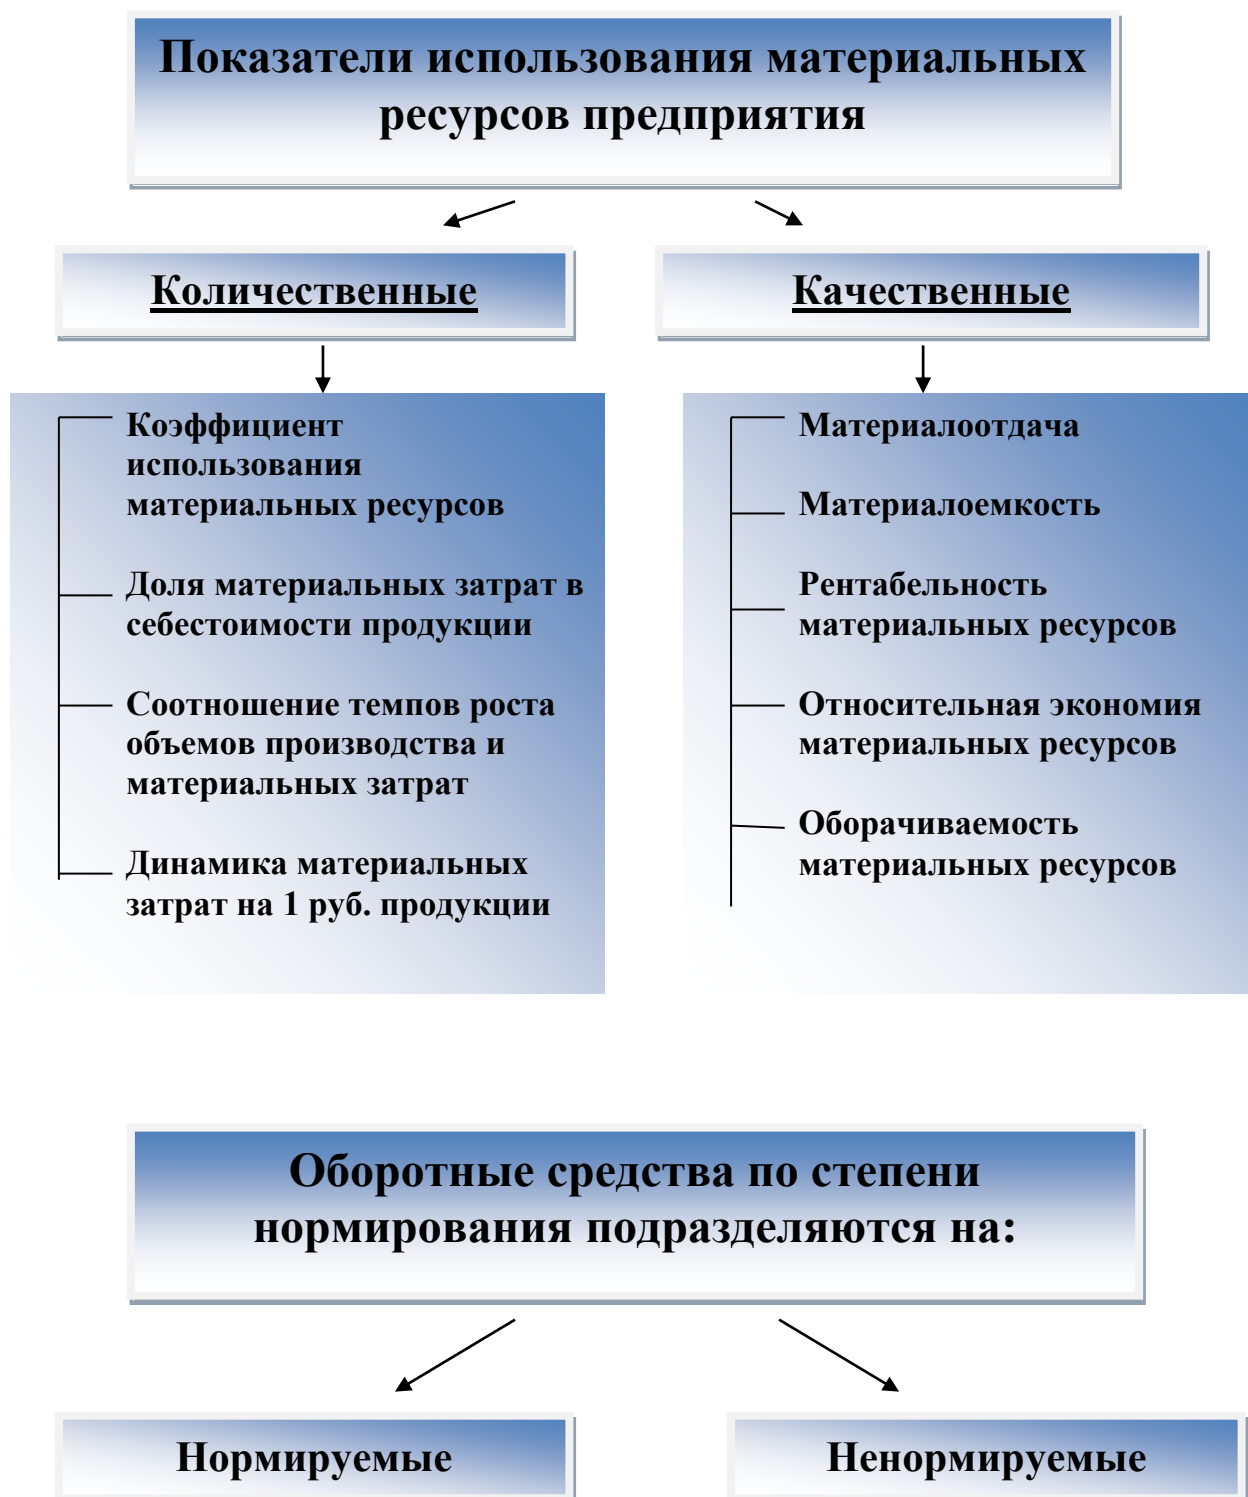 Показатели использования материальных
ресурсов предприятия
Количественные
Качественные
Коэффициент
использования
материальных ресурсов
Доля материальных затрат в
себестоимости продукции
Соотношение темпов роста
объемов производства и
материальных затрат
Динамика материальных
затрат на 1 руб. продукции
Материалоотдача
Материалоемкость
Рентабельность
материальных ресурсов
Относительная экономия
материальных ресурсов
Оборачиваемость
материальных ресурсов
Оборотные средства по степени
нормирования подразделяются на:
Нормируемые
Ненормируемые